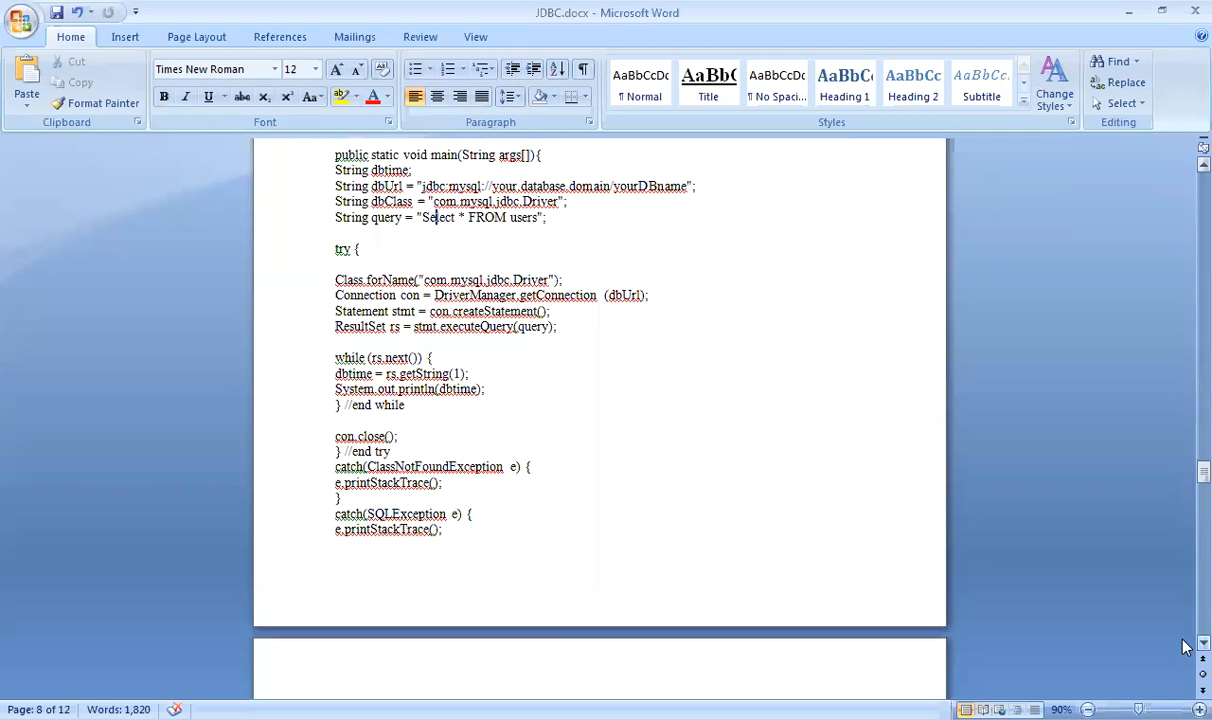 JDBC.docx - Microsoft Word
Home Insert Page Layout References Mailings Review View
Paste
Cut
Copy
Format Painter
Clipboard
Times New Roman 12
B I U abc X₂ X² Aa A
Font
Paragraph
AaBbCcDc AaBb( AaBbCcDc AaBbC AaBbCc AaBbCcDc
¶ Normal Title ¶ No Spaci... Heading 1 Heading 2 Subtitle
Change Styles
Styles
Find
Replace
Select
Editing
public static void main(String args[]){
String dbtime;
String dbUrl = "jdbc:mysql://your.database.domain/yourDBname";
String dbClass = "com.mysql.jdbc.Driver";
String query = "Select * FROM users";
try {
Class.forName("com.mysql.jdbc.Driver");
Connection con = DriverManager.getConnection (dbUrl);
Statement stmt = con.createStatement();
ResultSet rs = stmt.executeQuery(query);
while (rs.next()) {
dbtime = rs.getString(1);
System.out.println(dbtime);
} //end while
con.close();
} //end try
catch(ClassNotFoundException e) {
e.printStackTrace();
}
catch(SQLException e) {
e.printStackTrace();
Page: 8 of 12 Words: 1,820 90%